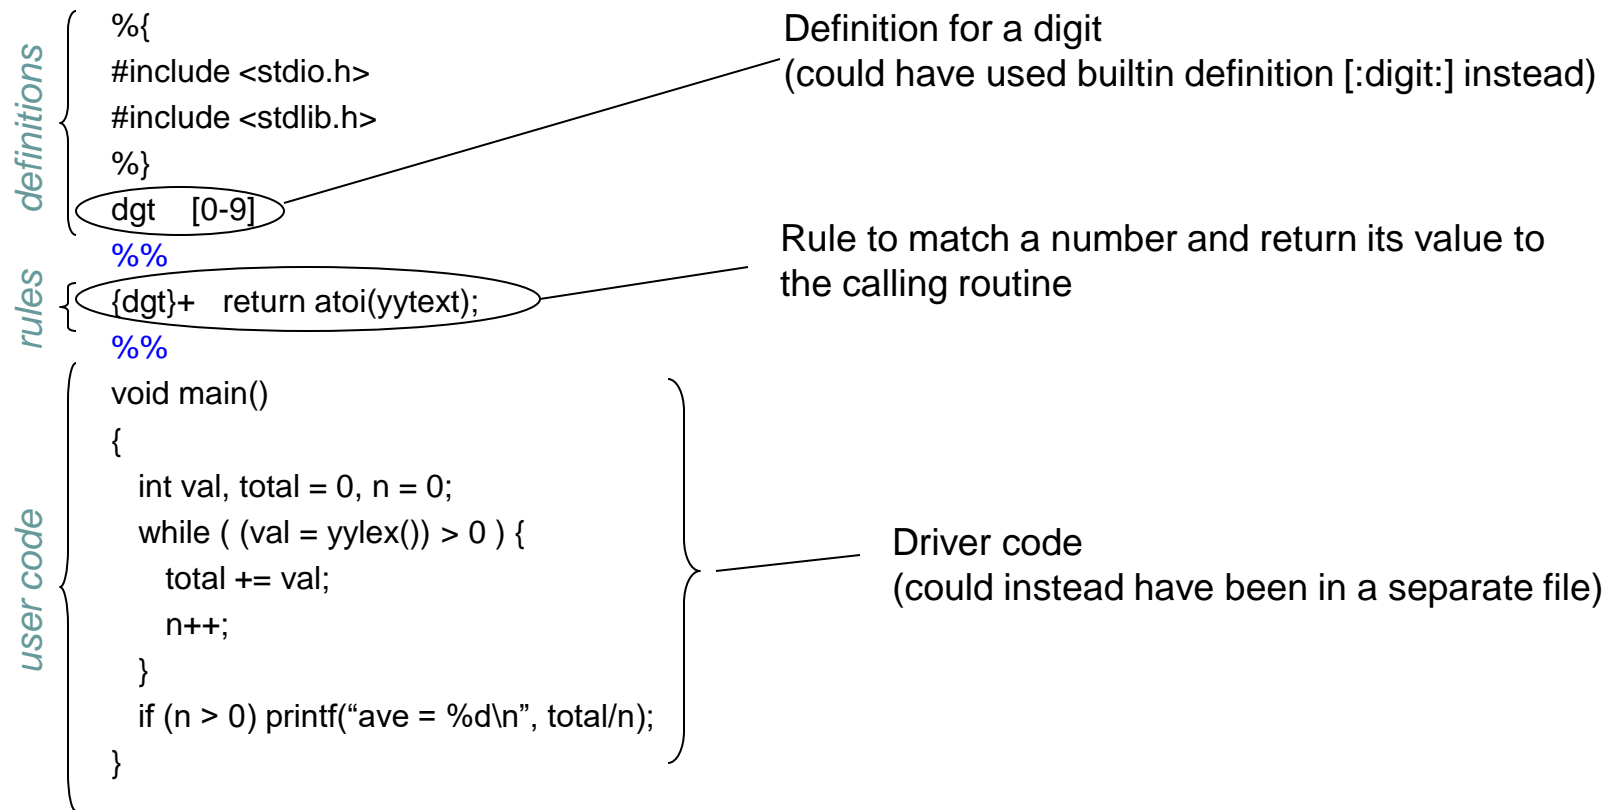 definitions
%{
#include <stdio.h>
#include <stdlib.h>
%}
dgt [0-9]
%%
rules
{dgt}+ return atoi(yytext);
%%
user code
void main()
{
int val, total = 0, n = 0;
while ( (val = yylex()) > 0 ) {
total += val;
n++;
}
if (n > 0) printf(“ave = %d\n”, total/n);
}
Definition for a digit
(could have used builtin definition [:digit:] instead)
Rule to match a number and return its value to
the calling routine
Driver code
(could instead have been in a separate file)